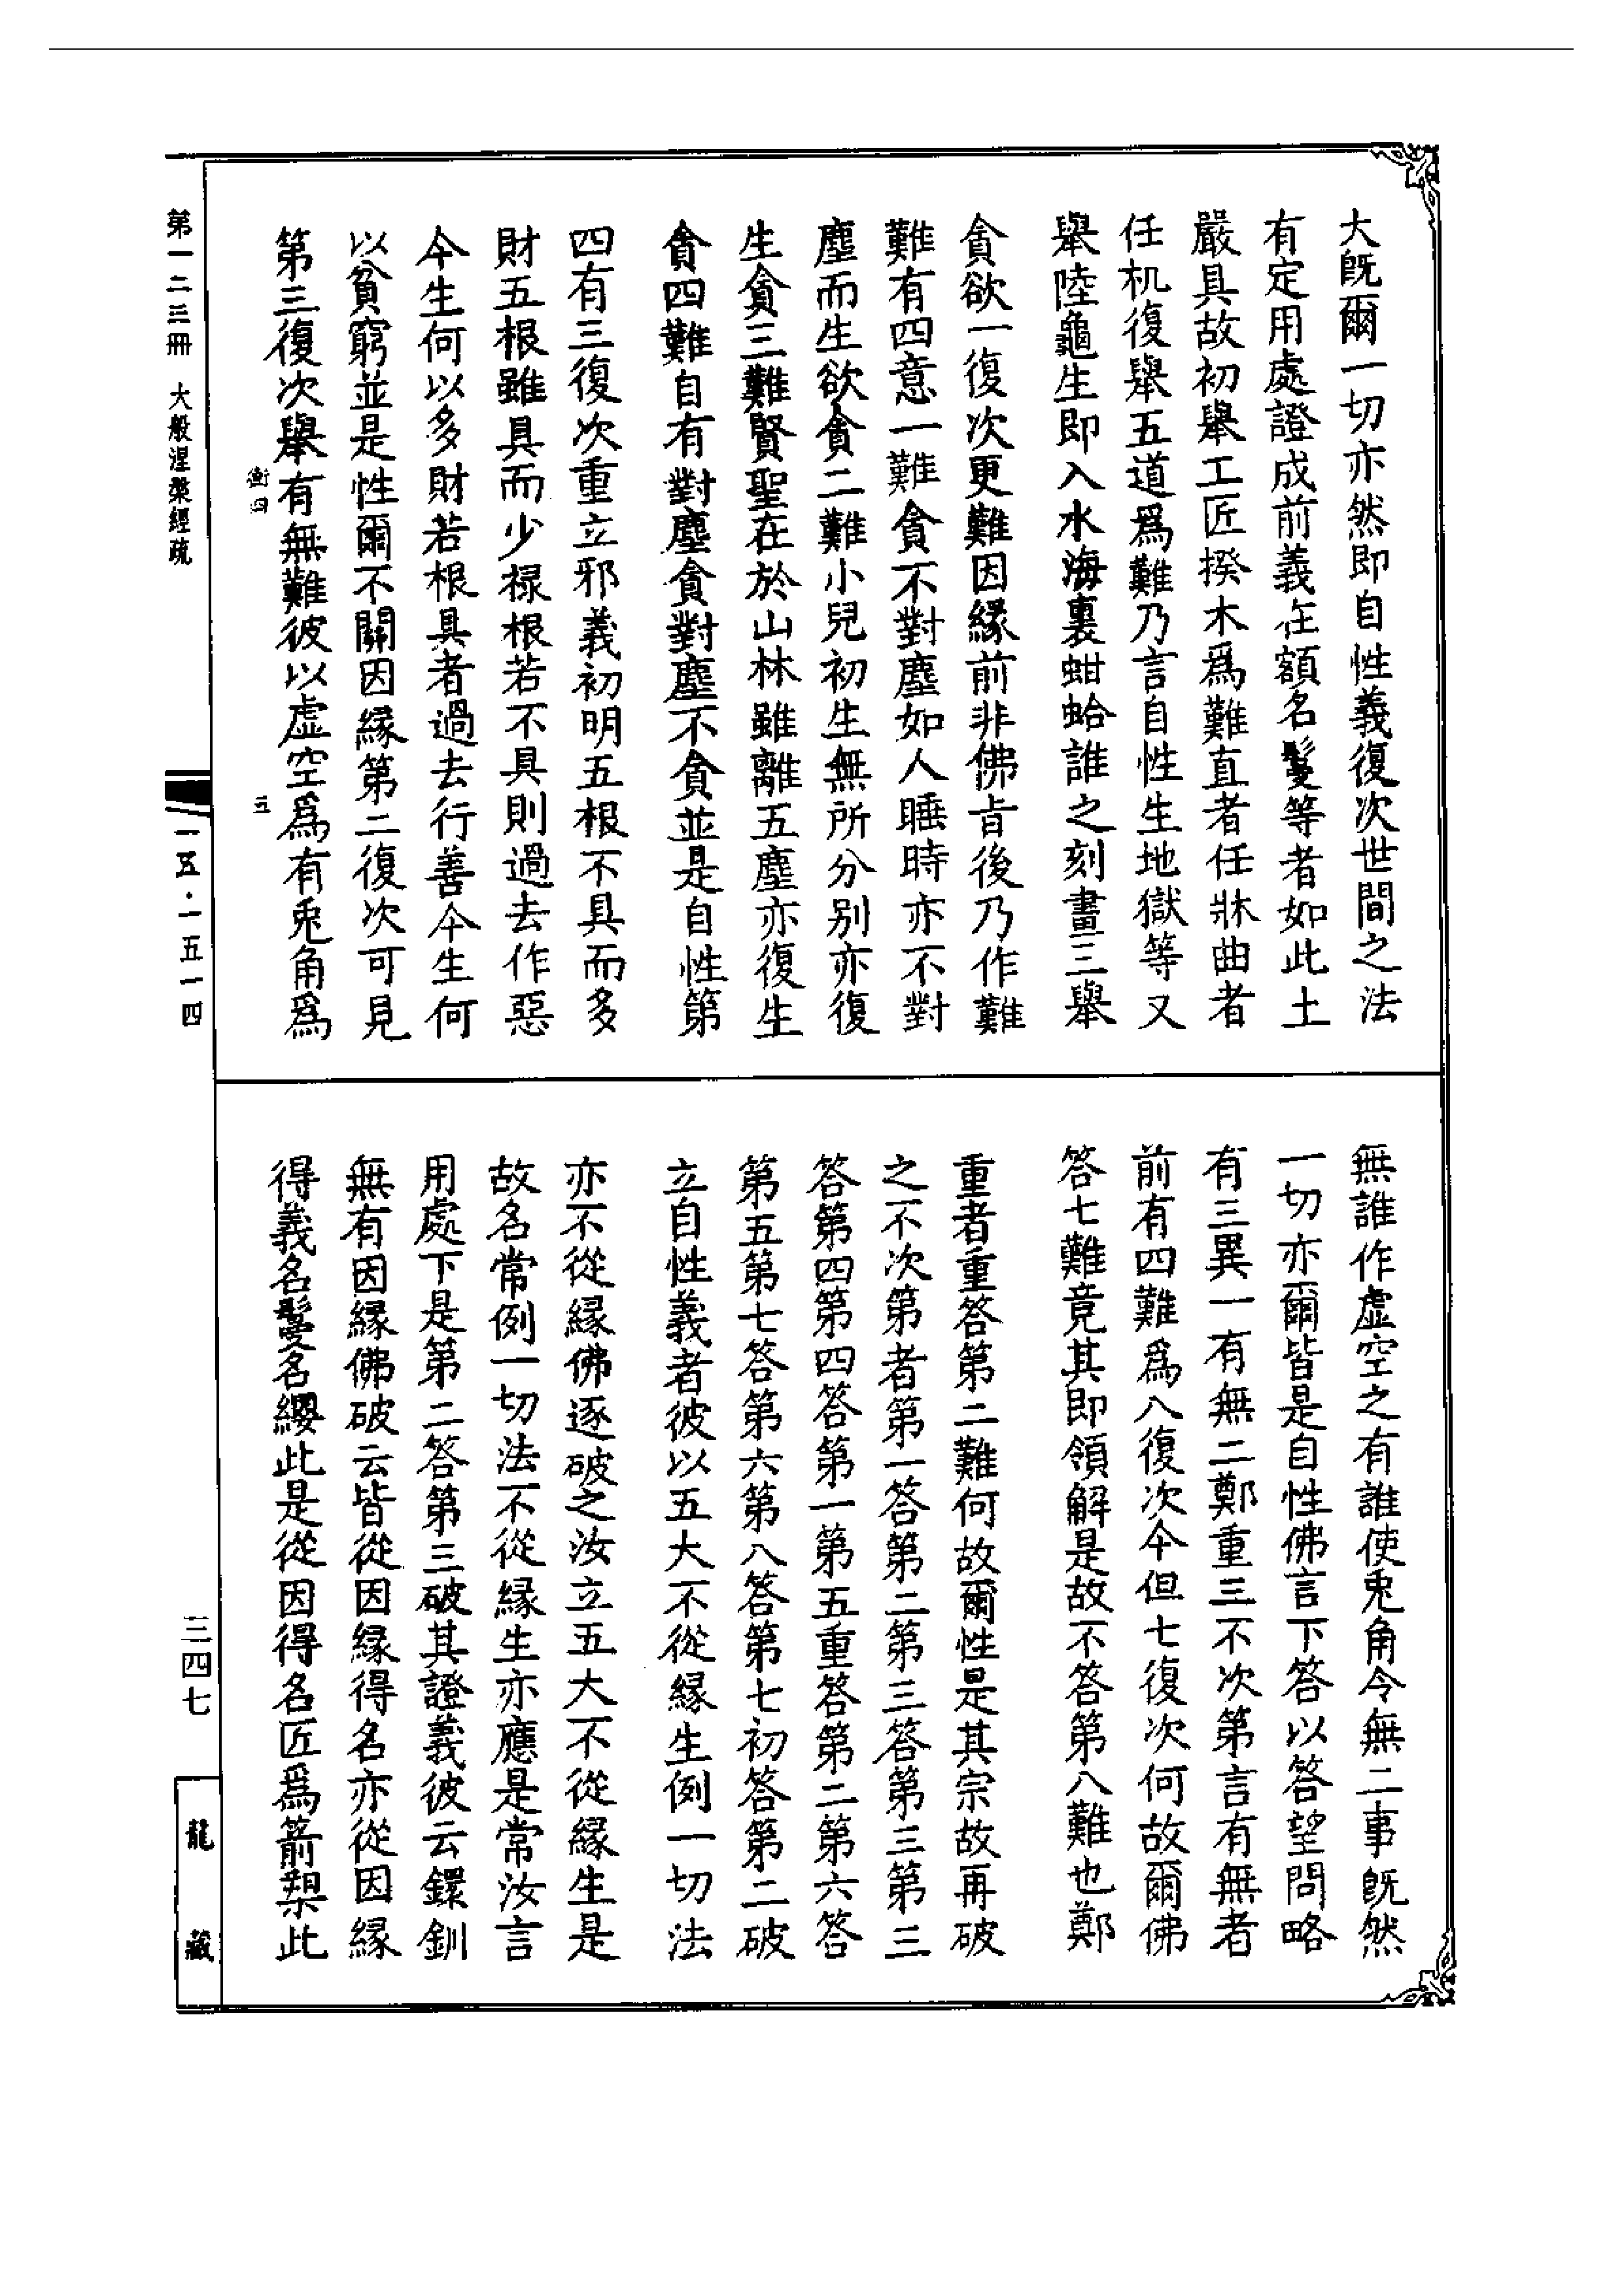 大既爾一切亦然即自性義復次世間之法
有定用處證成前義在額名鬘等者如此土
嚴具故初舉工匠揆木爲難直者任牀曲者
任机復舉五道爲難乃言自性生地獄等又
舉陸龜生即入水海裏蚶蛤誰之刻畫三舉
貪欲一復次更難因緣前非佛旨後乃作難
難有四意一難貪不對塵如人睡時亦不對
塵而生欲貪二難小兒初生無所分別亦復
生貪三難賢聖在於山林雖離五塵亦復生
貪四難自有對塵貪對塵不貪並是自性第
四有三復次重立邪義初明五根不具而多
財五根雖具而少祿根若不具則過去作惡
今生何以多財若根具者過去行善今生何
以貧窮並是性爾不關因緣第二復次可見
第三復次舉有無難彼以虛空爲有兎角爲
無誰作虛空之有誰使兎角令無二事既然
一切亦爾皆是自性佛言下答以答望問略
有三異一有無二鄭重三不次第言有無者
前有四難爲八復次今但七復次何故爾佛
答七難竟其即領解是故不答第八難也鄭
重者重答第二難何故爾性是其宗故再破
之不次第者第一答第二第三答第三第三
答第四第四答第一第五重答第二第六答
第五第七答第六第八答第七初答第二破
立自性義者彼以五大不從緣生例一切法
亦不從緣佛逐破之汝立五大不從緣生是
故名常例一切法不從緣生亦應是常汝言
用處下是第二答第三破其證義彼云鐶釧
無有因緣佛破云皆從因緣得名亦從因緣
得義名鬘名纓此是從因得名匠爲箭槊此
第一二三冊 大般涅槃經疏
衡四
三
一五·一五一四
三四七
龍藏